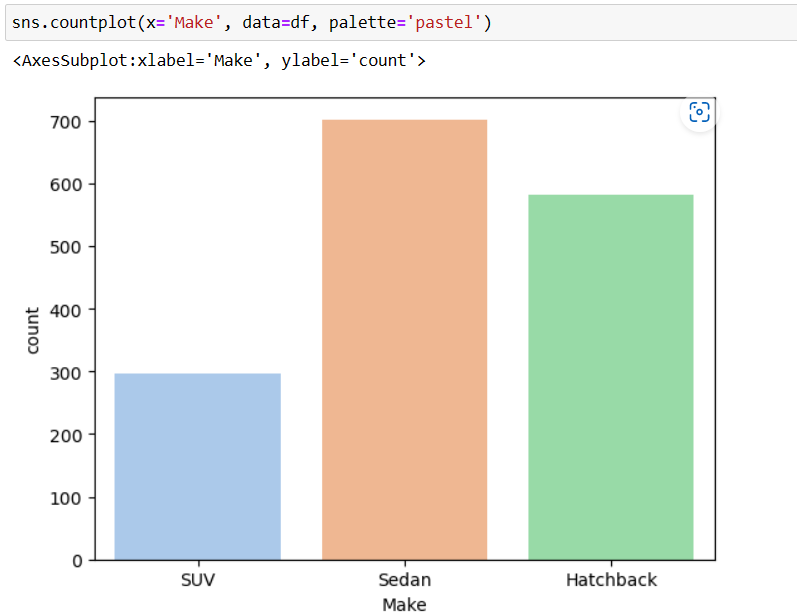 sns.countplot(x='Make', data=df, palette='pastel')
<AxesSubplot:xlabel='Make', ylabel='count'>
700
600
500
400
300
200
100
0
count
SUV Sedan Hatchback
Make